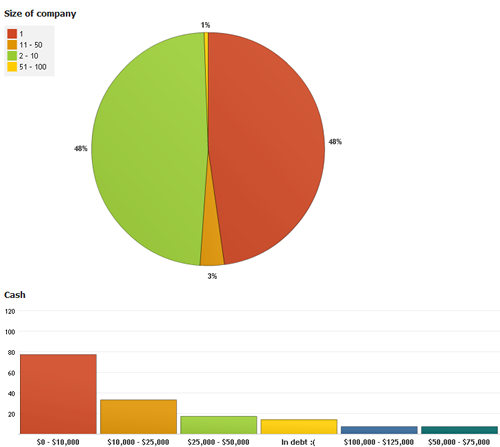 Size of company
1
11 - 50
2 - 10
51 - 100
1%
48%
48%
3%
Cash
120
100
80
60
40
20
$0 - $10,000 $10,000 - $25,000 $25,000 - $50,000 In debt :( $100,000 - $125,000 $50,000 - $75,000